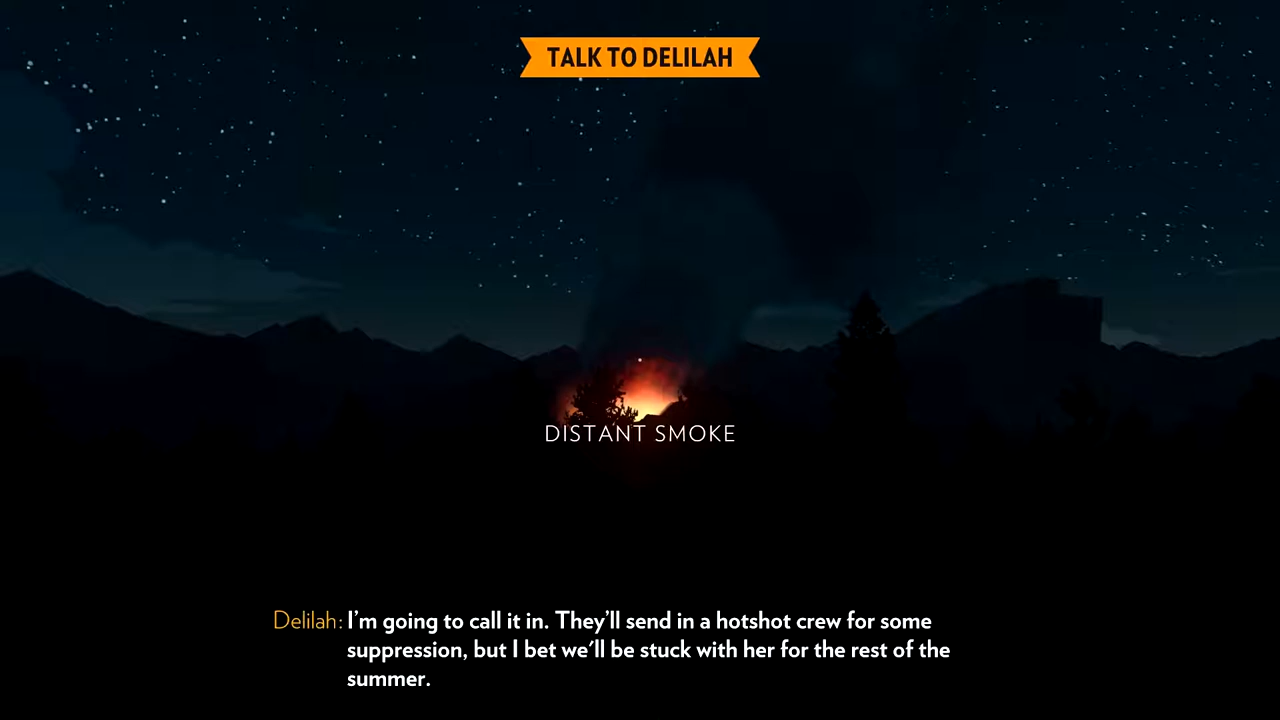 TALK TO DELILAH
DISTANT SMOKE
Delilah: I'm going to call it in. They'll send in a hotshot crew for some
suppression, but I bet we'll be stuck with her for the rest of the
summer.